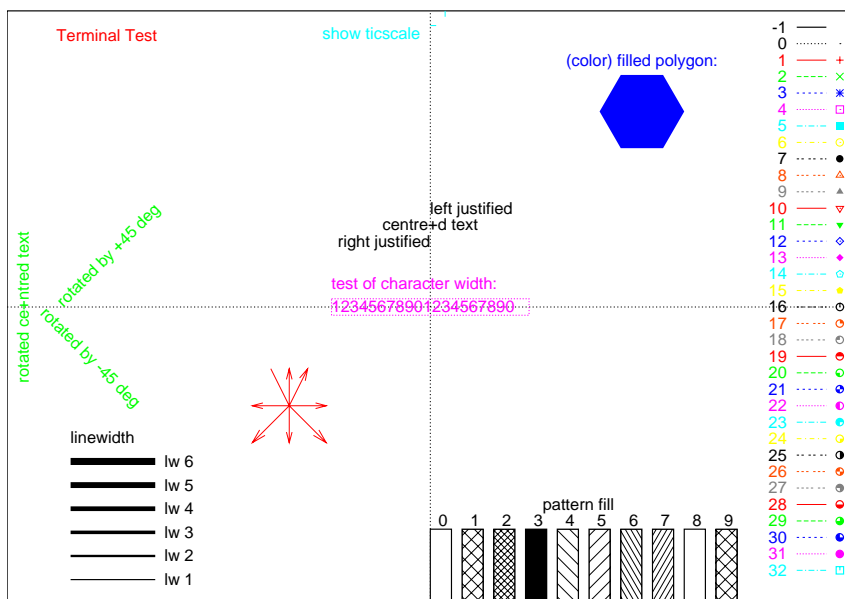 Terminal Test
show ticscale
(color) filled polygon:
left justified
centre+d text
right justified
test of character width:
12345678901234567890
rotated ce+ntred text
rotated by +45 deg
rotated by -45 deg
linewidth
lw 6
lw 5
lw 4
lw 3
lw 2
lw 1
pattern fill
0 1 2 3 4 5 6 7 8 9
-1
0
1
2
3
4
5
6
7
8
9
10
11
12
13
14
15
16
17
18
19
20
21
22
23
24
25
26
27
28
29
30
31
32